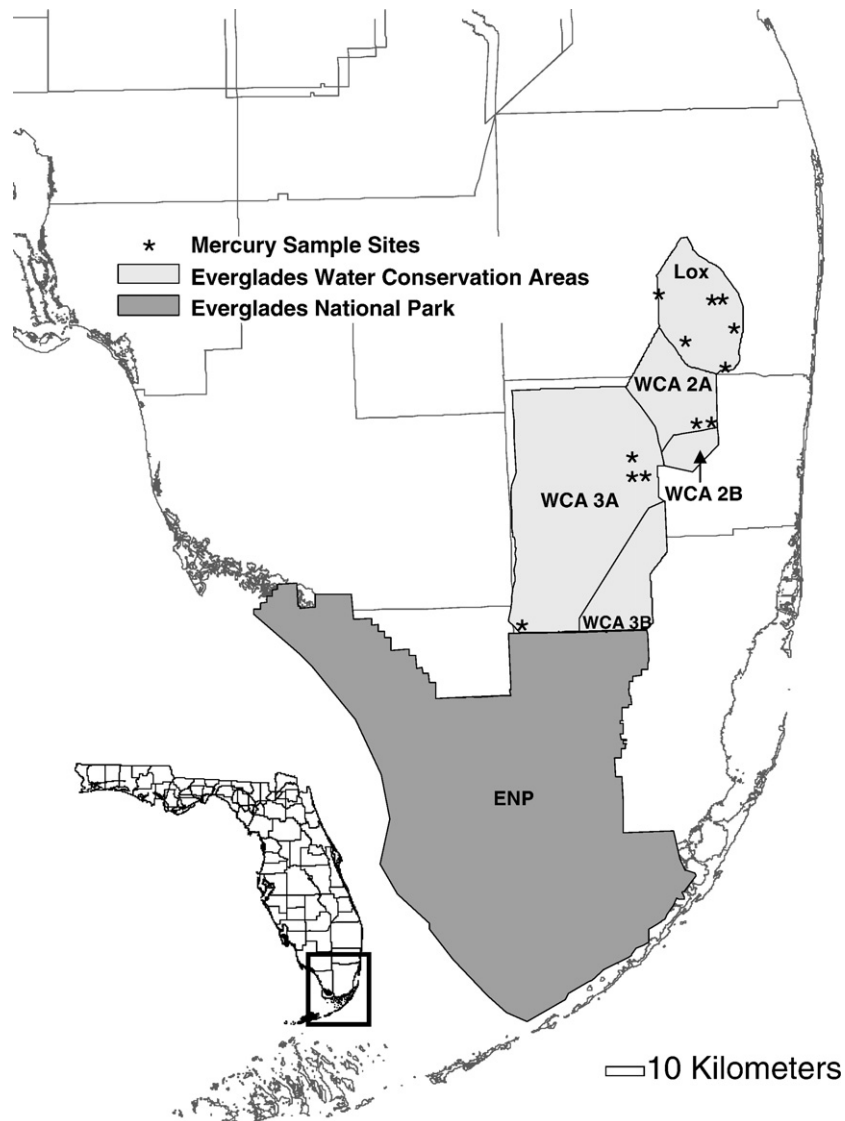 * Mercury Sample Sites
Everglades Water Conservation Areas
Everglades National Park
Lox
WCA 2A
WCA 2B
WCA 3A
WCA 3B
ENP
10 Kilometers